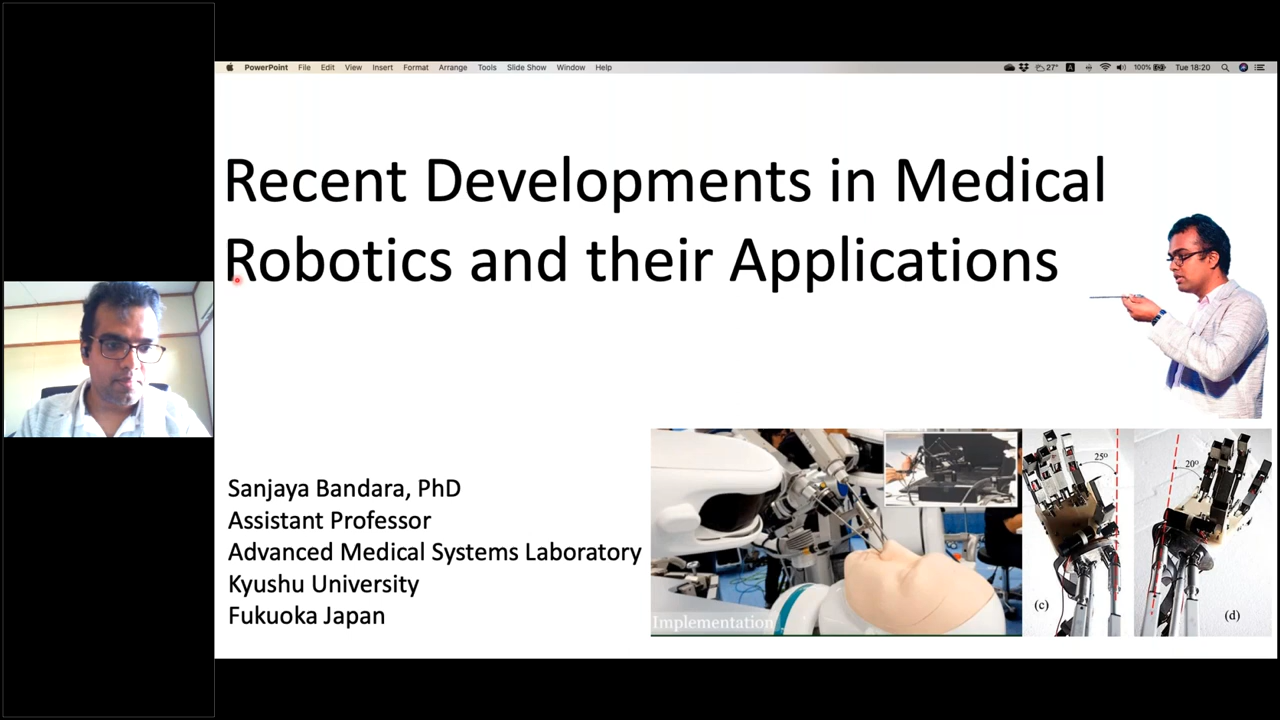 PowerPoint File Edit View Insert Format Arrange Tools Slide Show Window Help 27° A 100% Tue 18:20
Recent Developments in Medical
Robotics and their Applications
Sanjaya Bandara, PhD
Assistant Professor
Advanced Medical Systems Laboratory
Kyushu University
Fukuoka Japan
Implementation
25°
(c)
20°
(d)